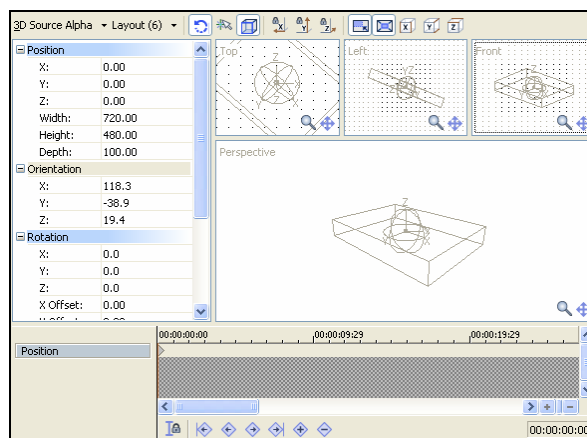 3D Source Alpha Layout (6) X Y Z X Y Z
Position
X: 0.00
Y: 0.00
Z: 0.00
Width: 720.00
Height: 480.00
Depth: 100.00
Orientation
X: 118.3
Y: -38.9
Z: 19.4
Rotation
X: 0.0
Y: 0.0
Z: 0.0
X Offset: 0.00
Top
Z
Y X
Left
YZ
Front
Z
Perspective
Z
Y X
00:00:00:00 00:00:09:29 00:00:19:29
Position
00:00:00:00